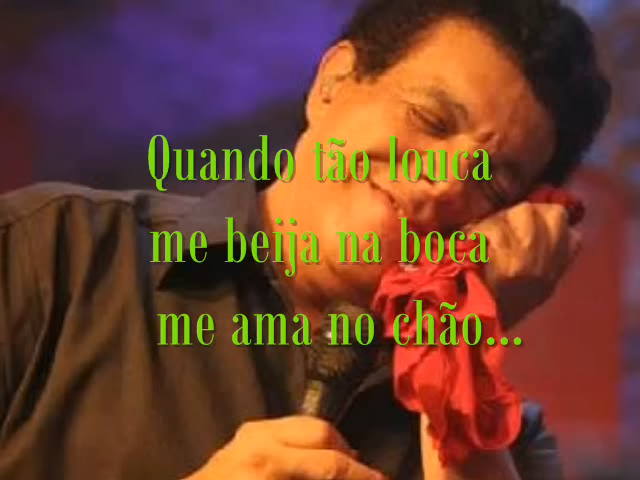 Quando tão louca
me beija na boca
me ama no chão...